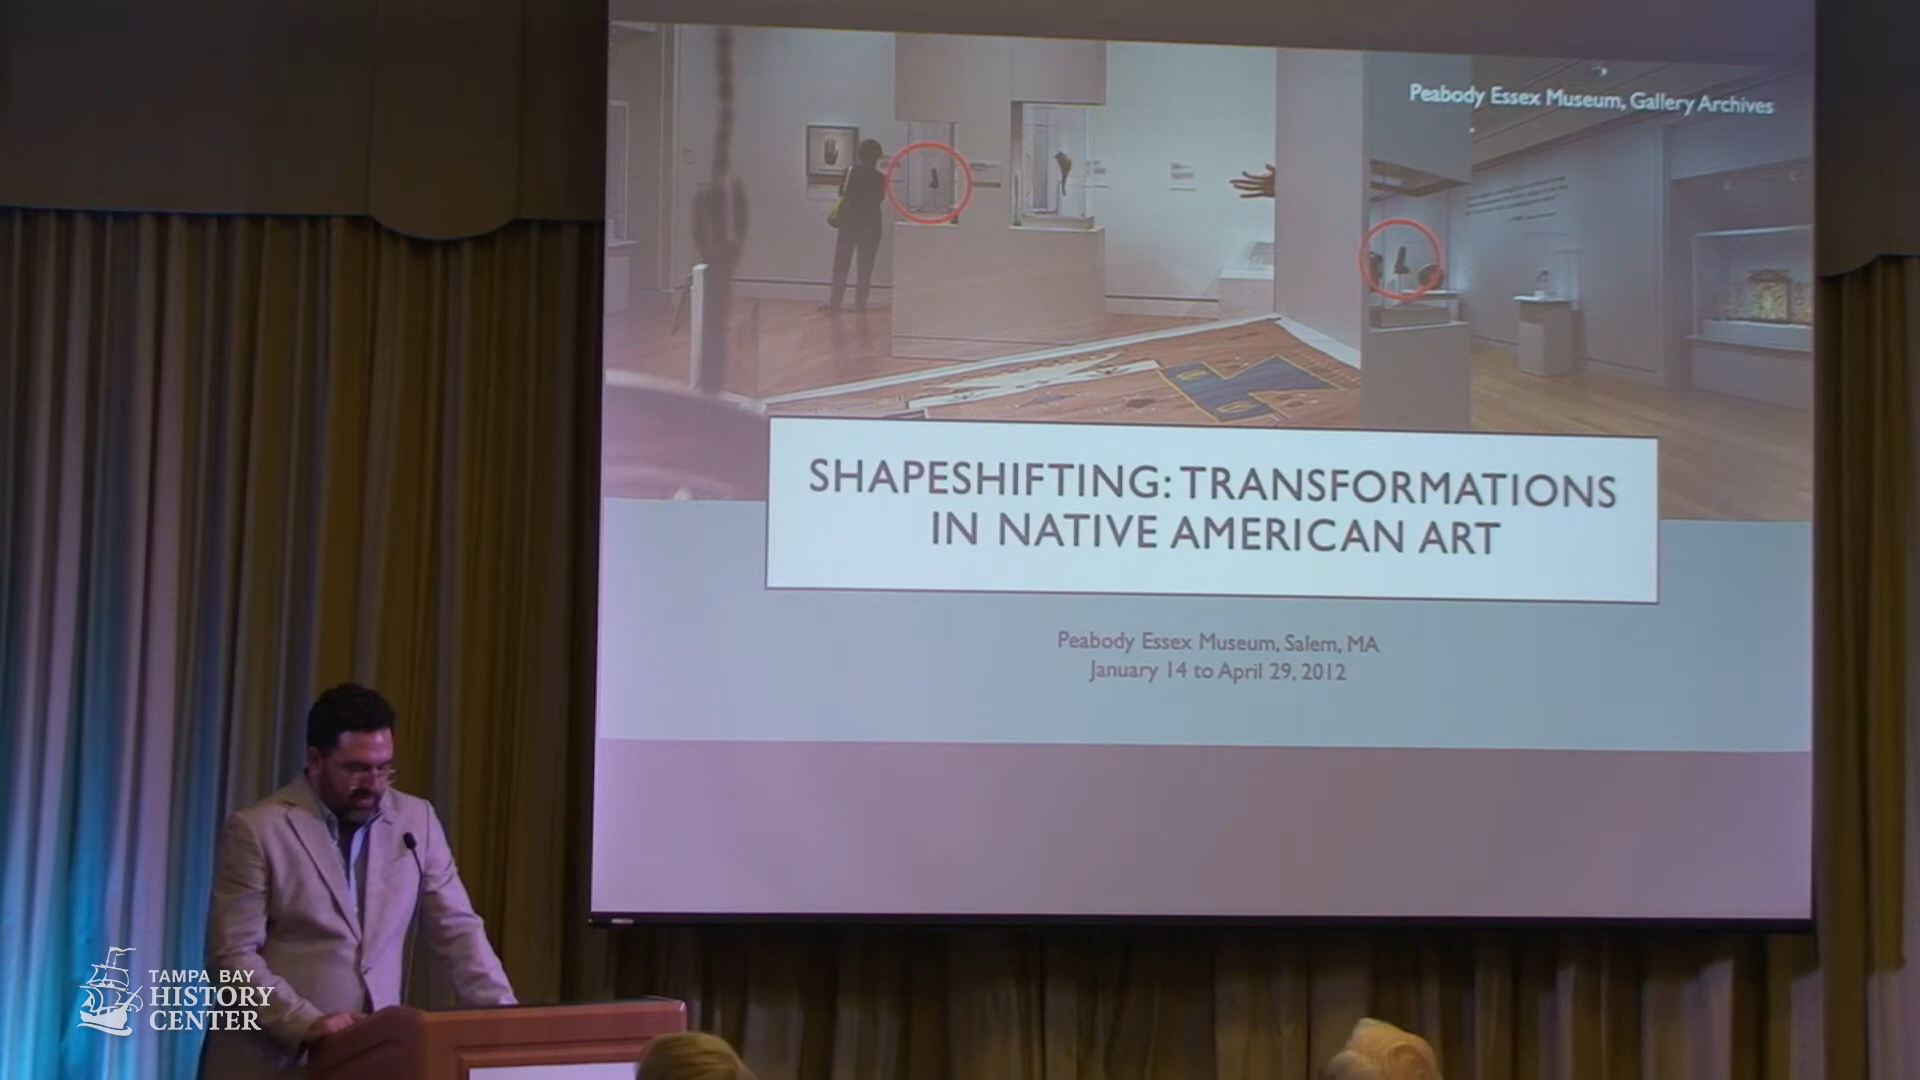 Peabody Essex Museum, Gallery Archives
SHAPESHIFTING: TRANSFORMATIONS
IN NATIVE AMERICAN ART
Peabody Essex Museum, Salem, MA
January 14 to April 29, 2012
TAMPA BAY
HISTORY
CENTER